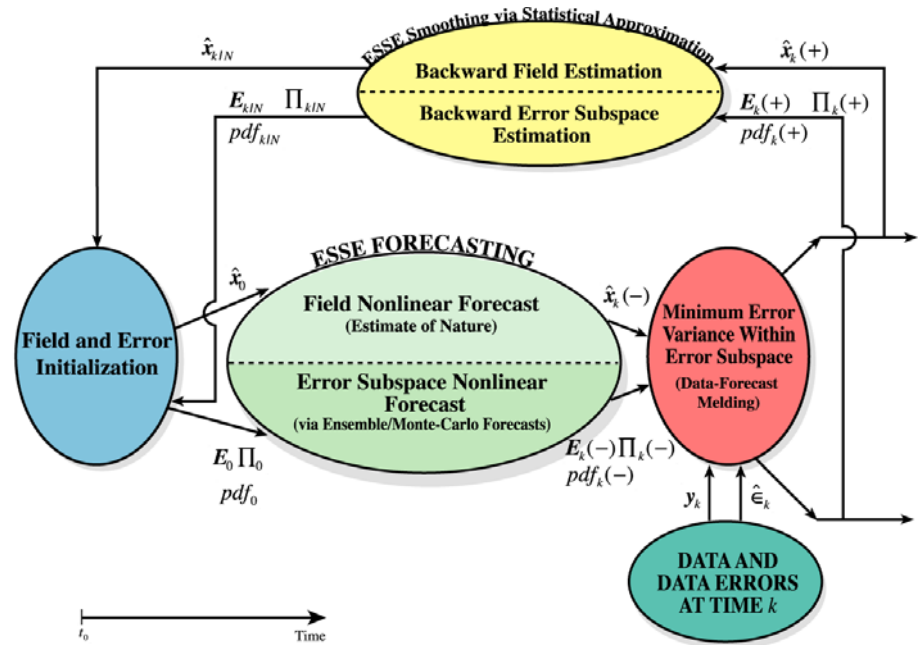 ESSE Smoothing via Statistical Approximation
x̂ₖ|N
Backward Field Estimation
x̂ₖ(+)
Eₖ|N ∏ₖ|N
pdfₖ|N
Backward Error Subspace
Estimation
Eₖ(+) ∏ₖ(+)
pdfₖ(+)
ESSE FORECASTING
x̂₀
Field Nonlinear Forecast
(Estimate of Nature)
x̂ₖ(−)
Field and Error
Initialization
Minimum Error
Variance Within
Error Subspace
(Data-Forecast
Melding)
Error Subspace Nonlinear
Forecast
(via Ensemble/Monte-Carlo Forecasts)
E₀ ∏₀
pdf₀
Eₖ(−) ∏ₖ(−)
pdfₖ(−)
yₖ
ϵ̂ₖ
DATA AND
DATA ERRORS
AT TIME k
t₀
Time